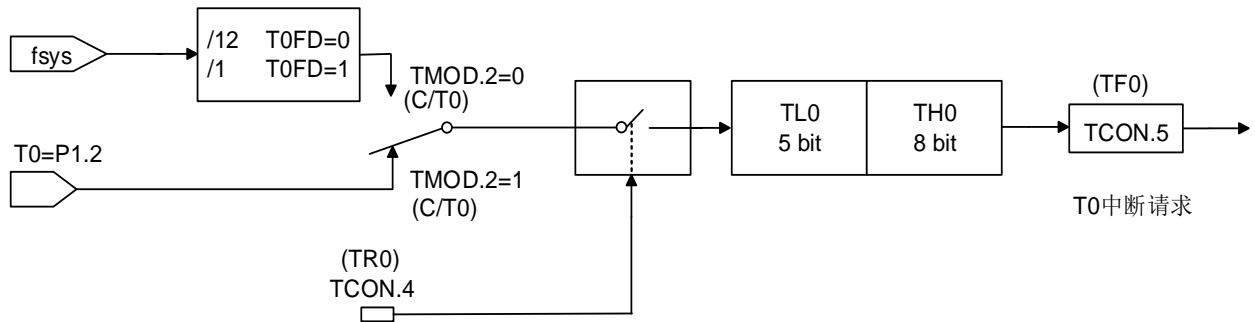 fsys
/12 T0FD=0
/1 T0FD=1
TMOD.2=0
(C/T0)
T0=P1.2
TMOD.2=1
(C/T0)
(TR0)
TCON.4
TL0
5 bit
TH0
8 bit
(TF0)
TCON.5
T0中断请求